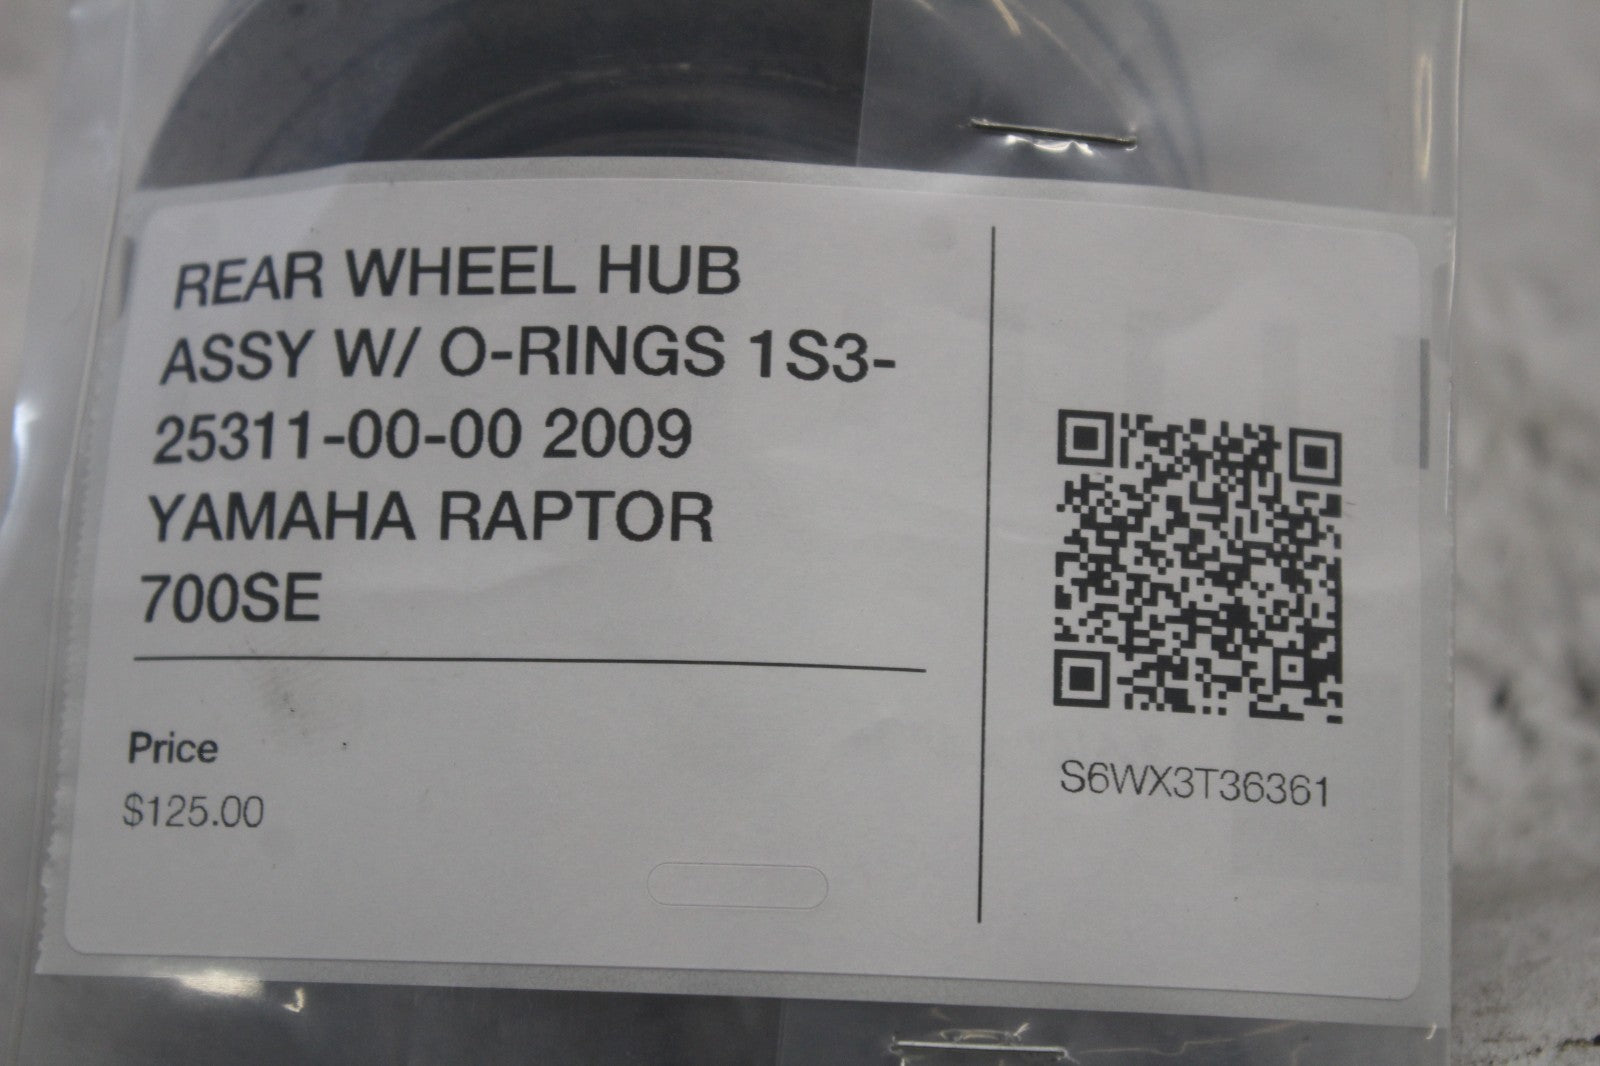 REAR WHEEL HUB
ASSY W/ O-RINGS 1S3-
25311-00-00 2009
YAMAHA RAPTOR
700SE
Price
$125.00
S6WX3T36361